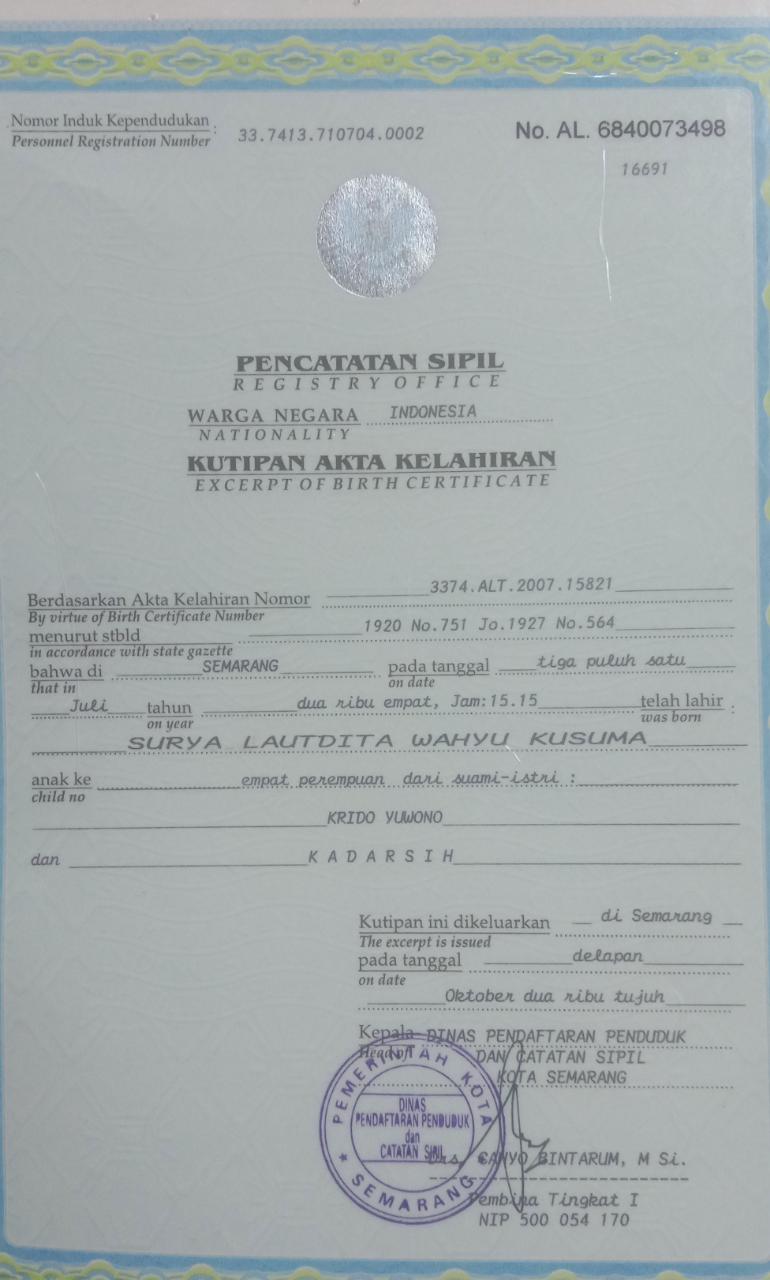 Nomor Induk Kependudukan : 33.7413.710704.0002
Personnel Registration Number
No. AL. 6840073498
16691
PENCATATAN SIPIL
REGISTRY OFFICE
WARGA NEGARA INDONESIA
NATIONALITY
KUTIPAN AKTA KELAHIRAN
EXCERPT OF BIRTH CERTIFICATE
Berdasarkan Akta Kelahiran Nomor 3374.ALT.2007.15821
By virtue of Birth Certificate Number
menurut stbld 1920 No.751 Jo.1927 No.564
in accordance with state gazette
bahwa di SEMARANG pada tanggal tiga puluh satu
that in on date
Juli tahun dua ribu empat, Jam:15.15 telah lahir :
on year was born
SURYA LAUTDITA WAHYU KUSUMA
anak ke empat perempuan dari suami-istri :
child no
KRIDO YUWONO
dan KADARSIH
Kutipan ini dikeluarkan di Semarang
The excerpt is issued
pada tanggal delapan
on date
Oktober dua ribu tujuh
Kepala DINAS PENDAFTARAN PENDUDUK
Head of DAN CATATAN SIPIL
KOTA SEMARANG
PEMERINTAH KOTA
DINAS
PENDAFTARAN PENDUDUK
dan
CATATAN SIPIL
SEMARANG
Drs. CAHYO BINTARUM, M Si.
Pembina Tingkat I
NIP 500 054 170